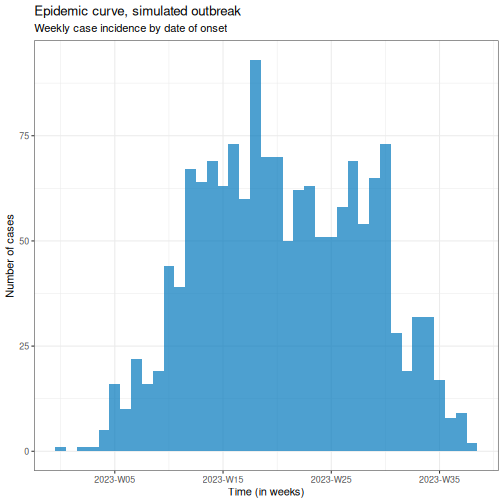 Epidemic curve, simulated outbreak
Weekly case incidence by date of onset
Number of cases
75
50
25
0
2023-W05 2023-W15 2023-W25 2023-W35
Time (in weeks)